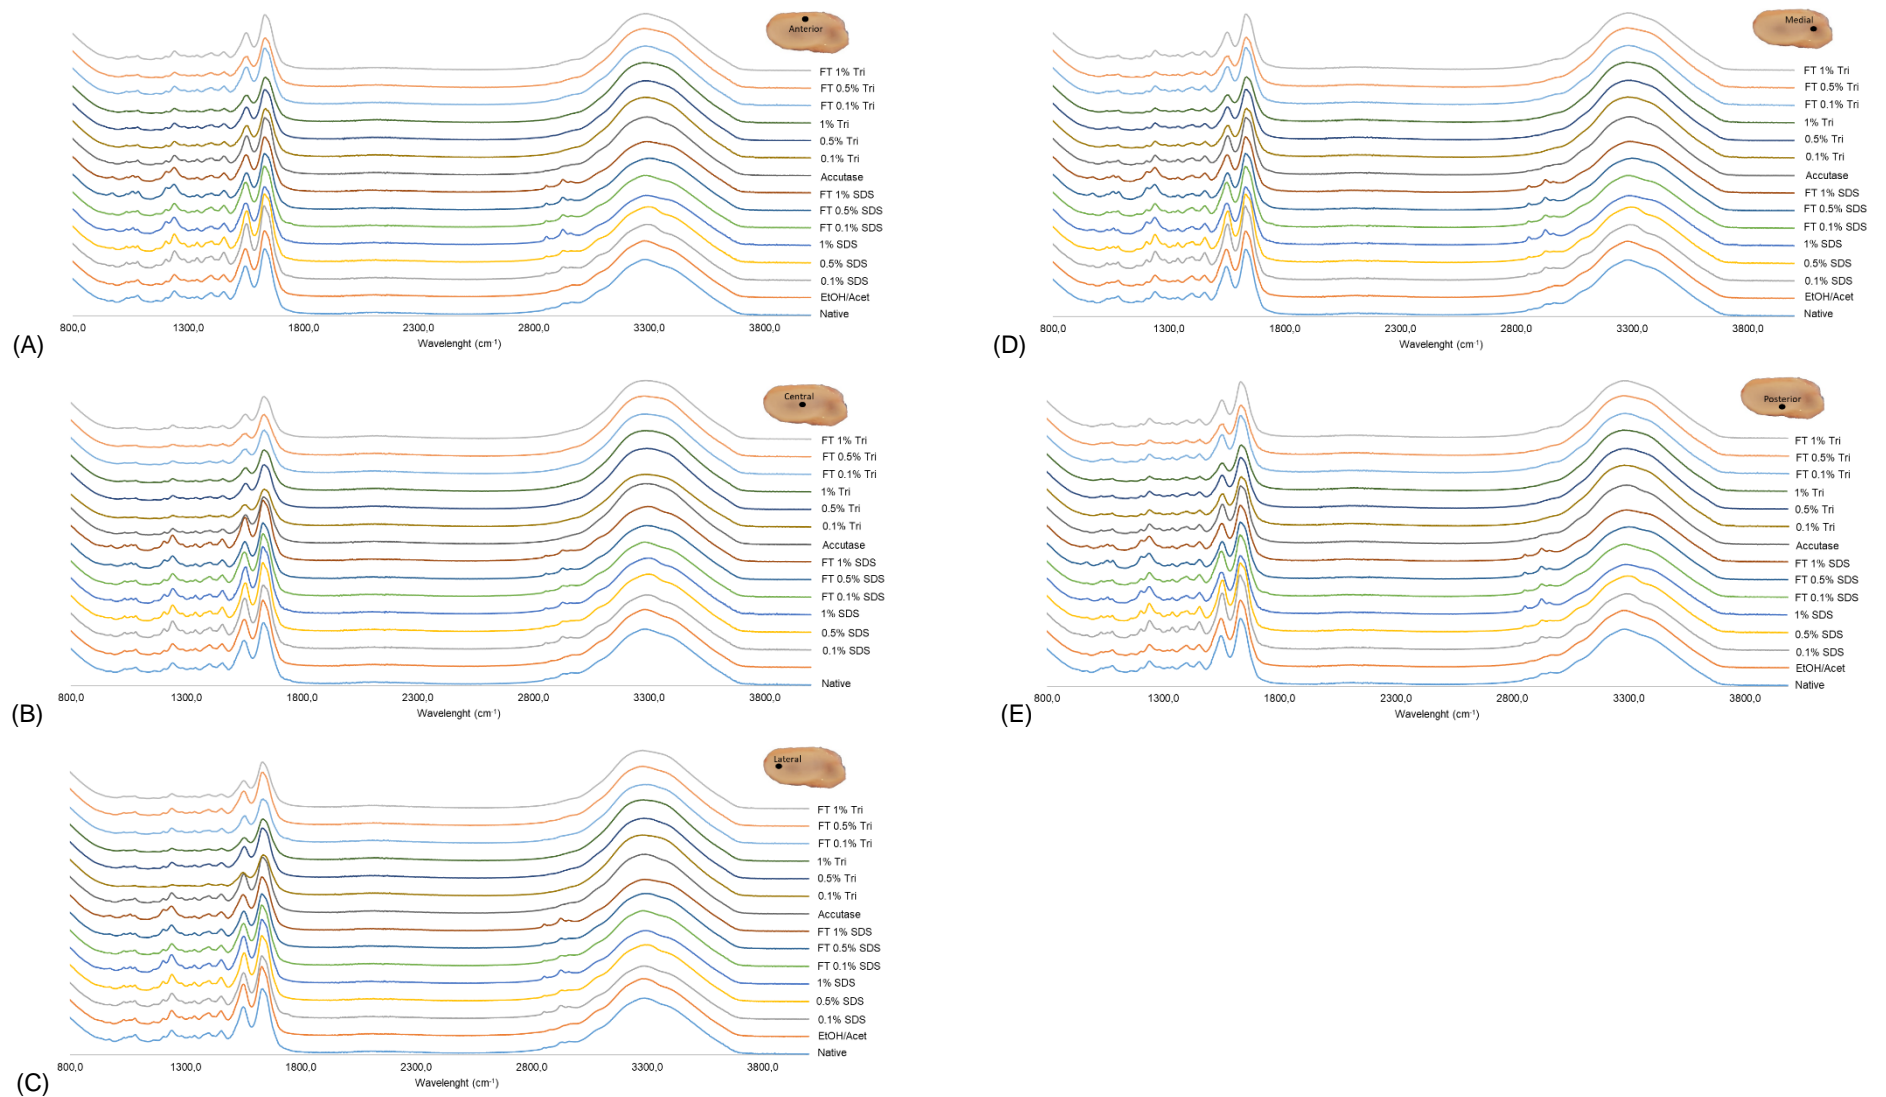 Anterior
FT 1% Tri
FT 0.5% Tri
FT 0.1% Tri
1% Tri
0.5% Tri
0.1% Tri
Accutase
FT 1% SDS
FT 0.5% SDS
FT 0.1% SDS
1% SDS
0.5% SDS
0.1% SDS
EtOH/Acet
Native
800,0 1300,0 1800,0 2300,0 2800,0 3300,0 3800,0
Wavelenght (cm-1)
(A)
Central
FT 1% Tri
FT 0.5% Tri
FT 0.1% Tri
1% Tri
0.5% Tri
0.1% Tri
Accutase
FT 1% SDS
FT 0.5% SDS
FT 0.1% SDS
1% SDS
0.5% SDS
0.1% SDS
Native
800,0 1300,0 1800,0 2300,0 2800,0 3300,0 3800,0
Wavelenght (cm-1)
(B)
Lateral
FT 1% Tri
FT 0.5% Tri
FT 0.1% Tri
1% Tri
0.5% Tri
0.1% Tri
Accutase
FT 1% SDS
FT 0.5% SDS
FT 0.1% SDS
1% SDS
0.5% SDS
0.1% SDS
EtOH/Acet
Native
800,0 1300,0 1800,0 2300,0 2800,0 3300,0 3800,0
Wavelenght (cm-1)
(C)
Medial
FT 1% Tri
FT 0.5% Tri
FT 0.1% Tri
1% Tri
0.5% Tri
0.1% Tri
Accutase
FT 1% SDS
FT 0.5% SDS
FT 0.1% SDS
1% SDS
0.5% SDS
0.1% SDS
EtOH/Acet
Native
800,0 1300,0 1800,0 2300,0 2800,0 3300,0 3800,0
Wavelenght (cm-1)
(D)
Posterior
FT 1% Tri
FT 0.5% Tri
FT 0.1% Tri
1% Tri
0.5% Tri
0.1% Tri
Accutase
FT 1% SDS
FT 0.5% SDS
FT 0.1% SDS
1% SDS
0.5% SDS
0.1% SDS
EtOH/Acet
Native
800,0 1300,0 1800,0 2300,0 2800,0 3300,0 3800,0
Wavelenght (cm-1)
(E)